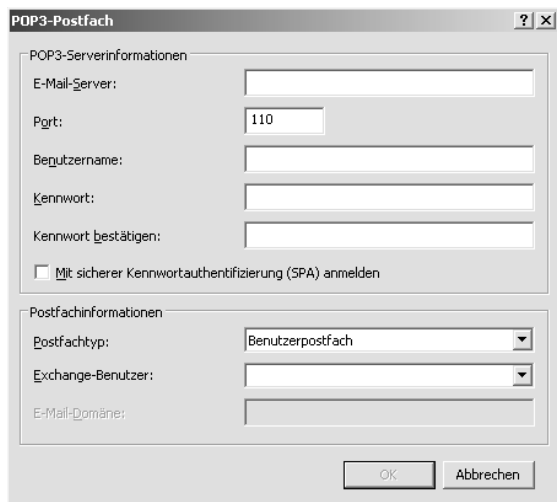 POP3-Postfach
POP3-Serverinformationen
E-Mail-Server:
Port: 110
Benutzername:
Kennwort:
Kennwort bestätigen:
Mit sicherer Kennwortauthentifizierung (SPA) anmelden
Postfachinformationen
Postfachtyp: Benutzerpostfach
Exchange-Benutzer:
E-Mail-Domäne:
OK Abbrechen